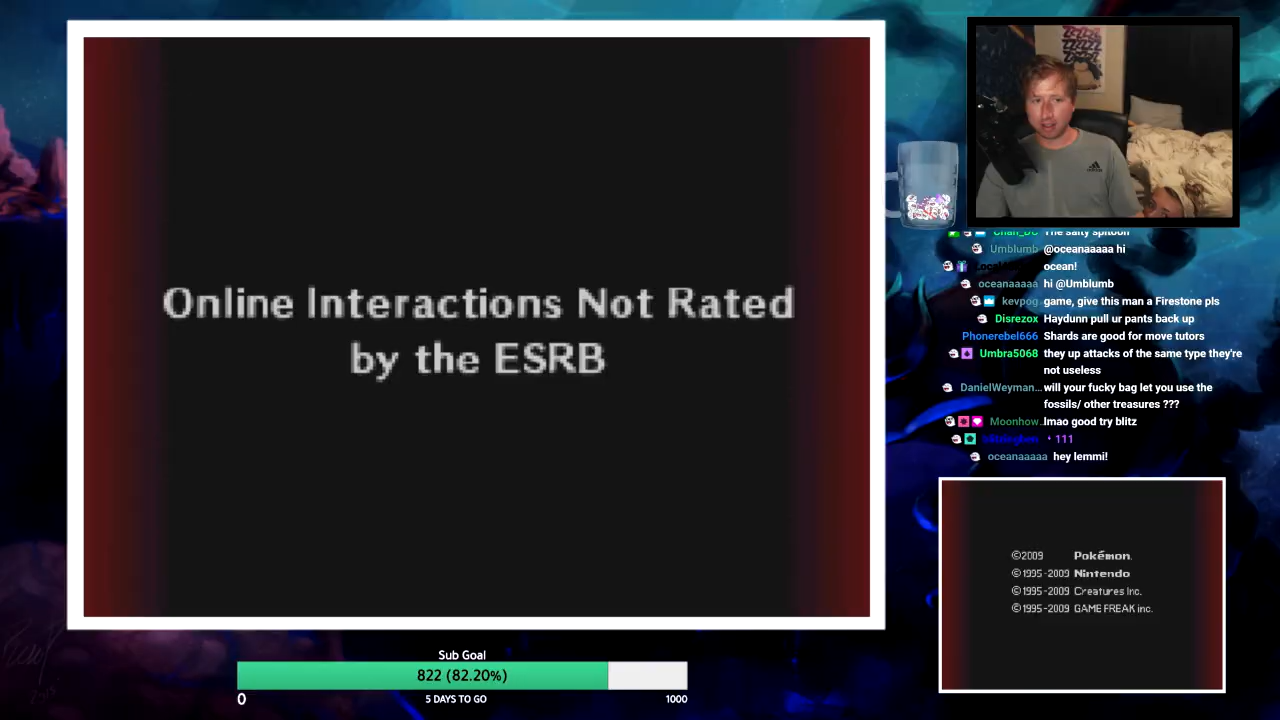 Online Interactions Not Rated
by the ESRB
The salty spitoon
Umblumb @oceanaaaaa hi
ocean!
oceanaaaaa hi @Umblumb
kevpog game, give this man a Firestone pls
Disrezox Haydunn pull ur pants back up
Phonerebel666 Shards are good for move tutors
Umbra5068 they up attacks of the same type they're
not useless
DanielWeyman… will your fucky bag let you use the
fossils/ other treasures ???
Moonhow… lmao good try blitz
111
oceanaaaaa hey lemmi!
©2009 Pokémon.
©1995-2009 Nintendo
©1995-2009 Creatures Inc.
©1995-2009 GAME FREAK inc.
Sub Goal
822 (82.20%)
0 5 DAYS TO GO 1000